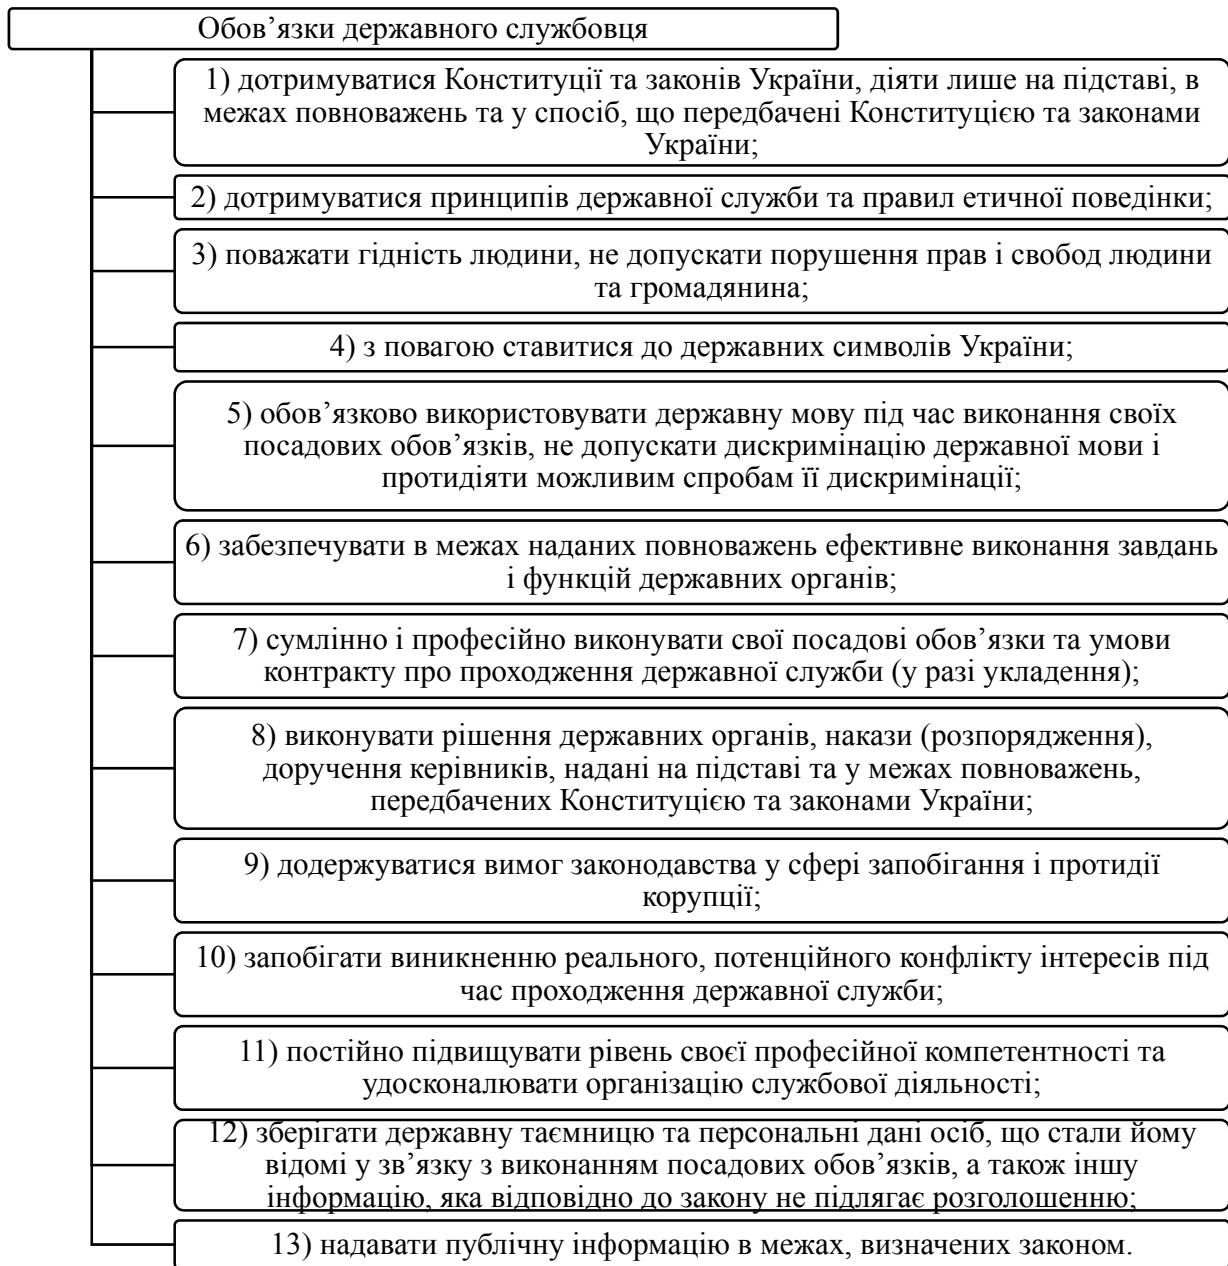 Обов’язки державного службовця
1) дотримуватися Конституції та законів України, діяти лише на підставі, в
межах повноважень та у спосіб, що передбачені Конституцією та законами
України;
2) дотримуватися принципів державної служби та правил етичної поведінки;
3) поважати гідність людини, не допускати порушення прав і свобод людини
та громадянина;
4) з повагою ставитися до державних символів України;
5) обов’язково використовувати державну мову під час виконання своїх
посадових обов’язків, не допускати дискримінацію державної мови і
протидіяти можливим спробам її дискримінації;
6) забезпечувати в межах наданих повноважень ефективне виконання завдань
і функцій державних органів;
7) сумлінно і професійно виконувати свої посадові обов’язки та умови
контракту про проходження державної служби (у разі укладення);
8) виконувати рішення державних органів, накази (розпорядження),
доручення керівників, надані на підставі та у межах повноважень,
передбачених Конституцією та законами України;
9) додержуватися вимог законодавства у сфері запобігання і протидії
корупції;
10) запобігати виникненню реального, потенційного конфлікту інтересів під
час проходження державної служби;
11) постійно підвищувати рівень своєї професійної компетентності та
удосконалювати організацію службової діяльності;
12) зберігати державну таємницю та персональні дані осіб, що стали йому
відомі у зв’язку з виконанням посадових обов’язків, а також іншу
інформацію, яка відповідно до закону не підлягає розголошенню;
13) надавати публічну інформацію в межах, визначених законом.